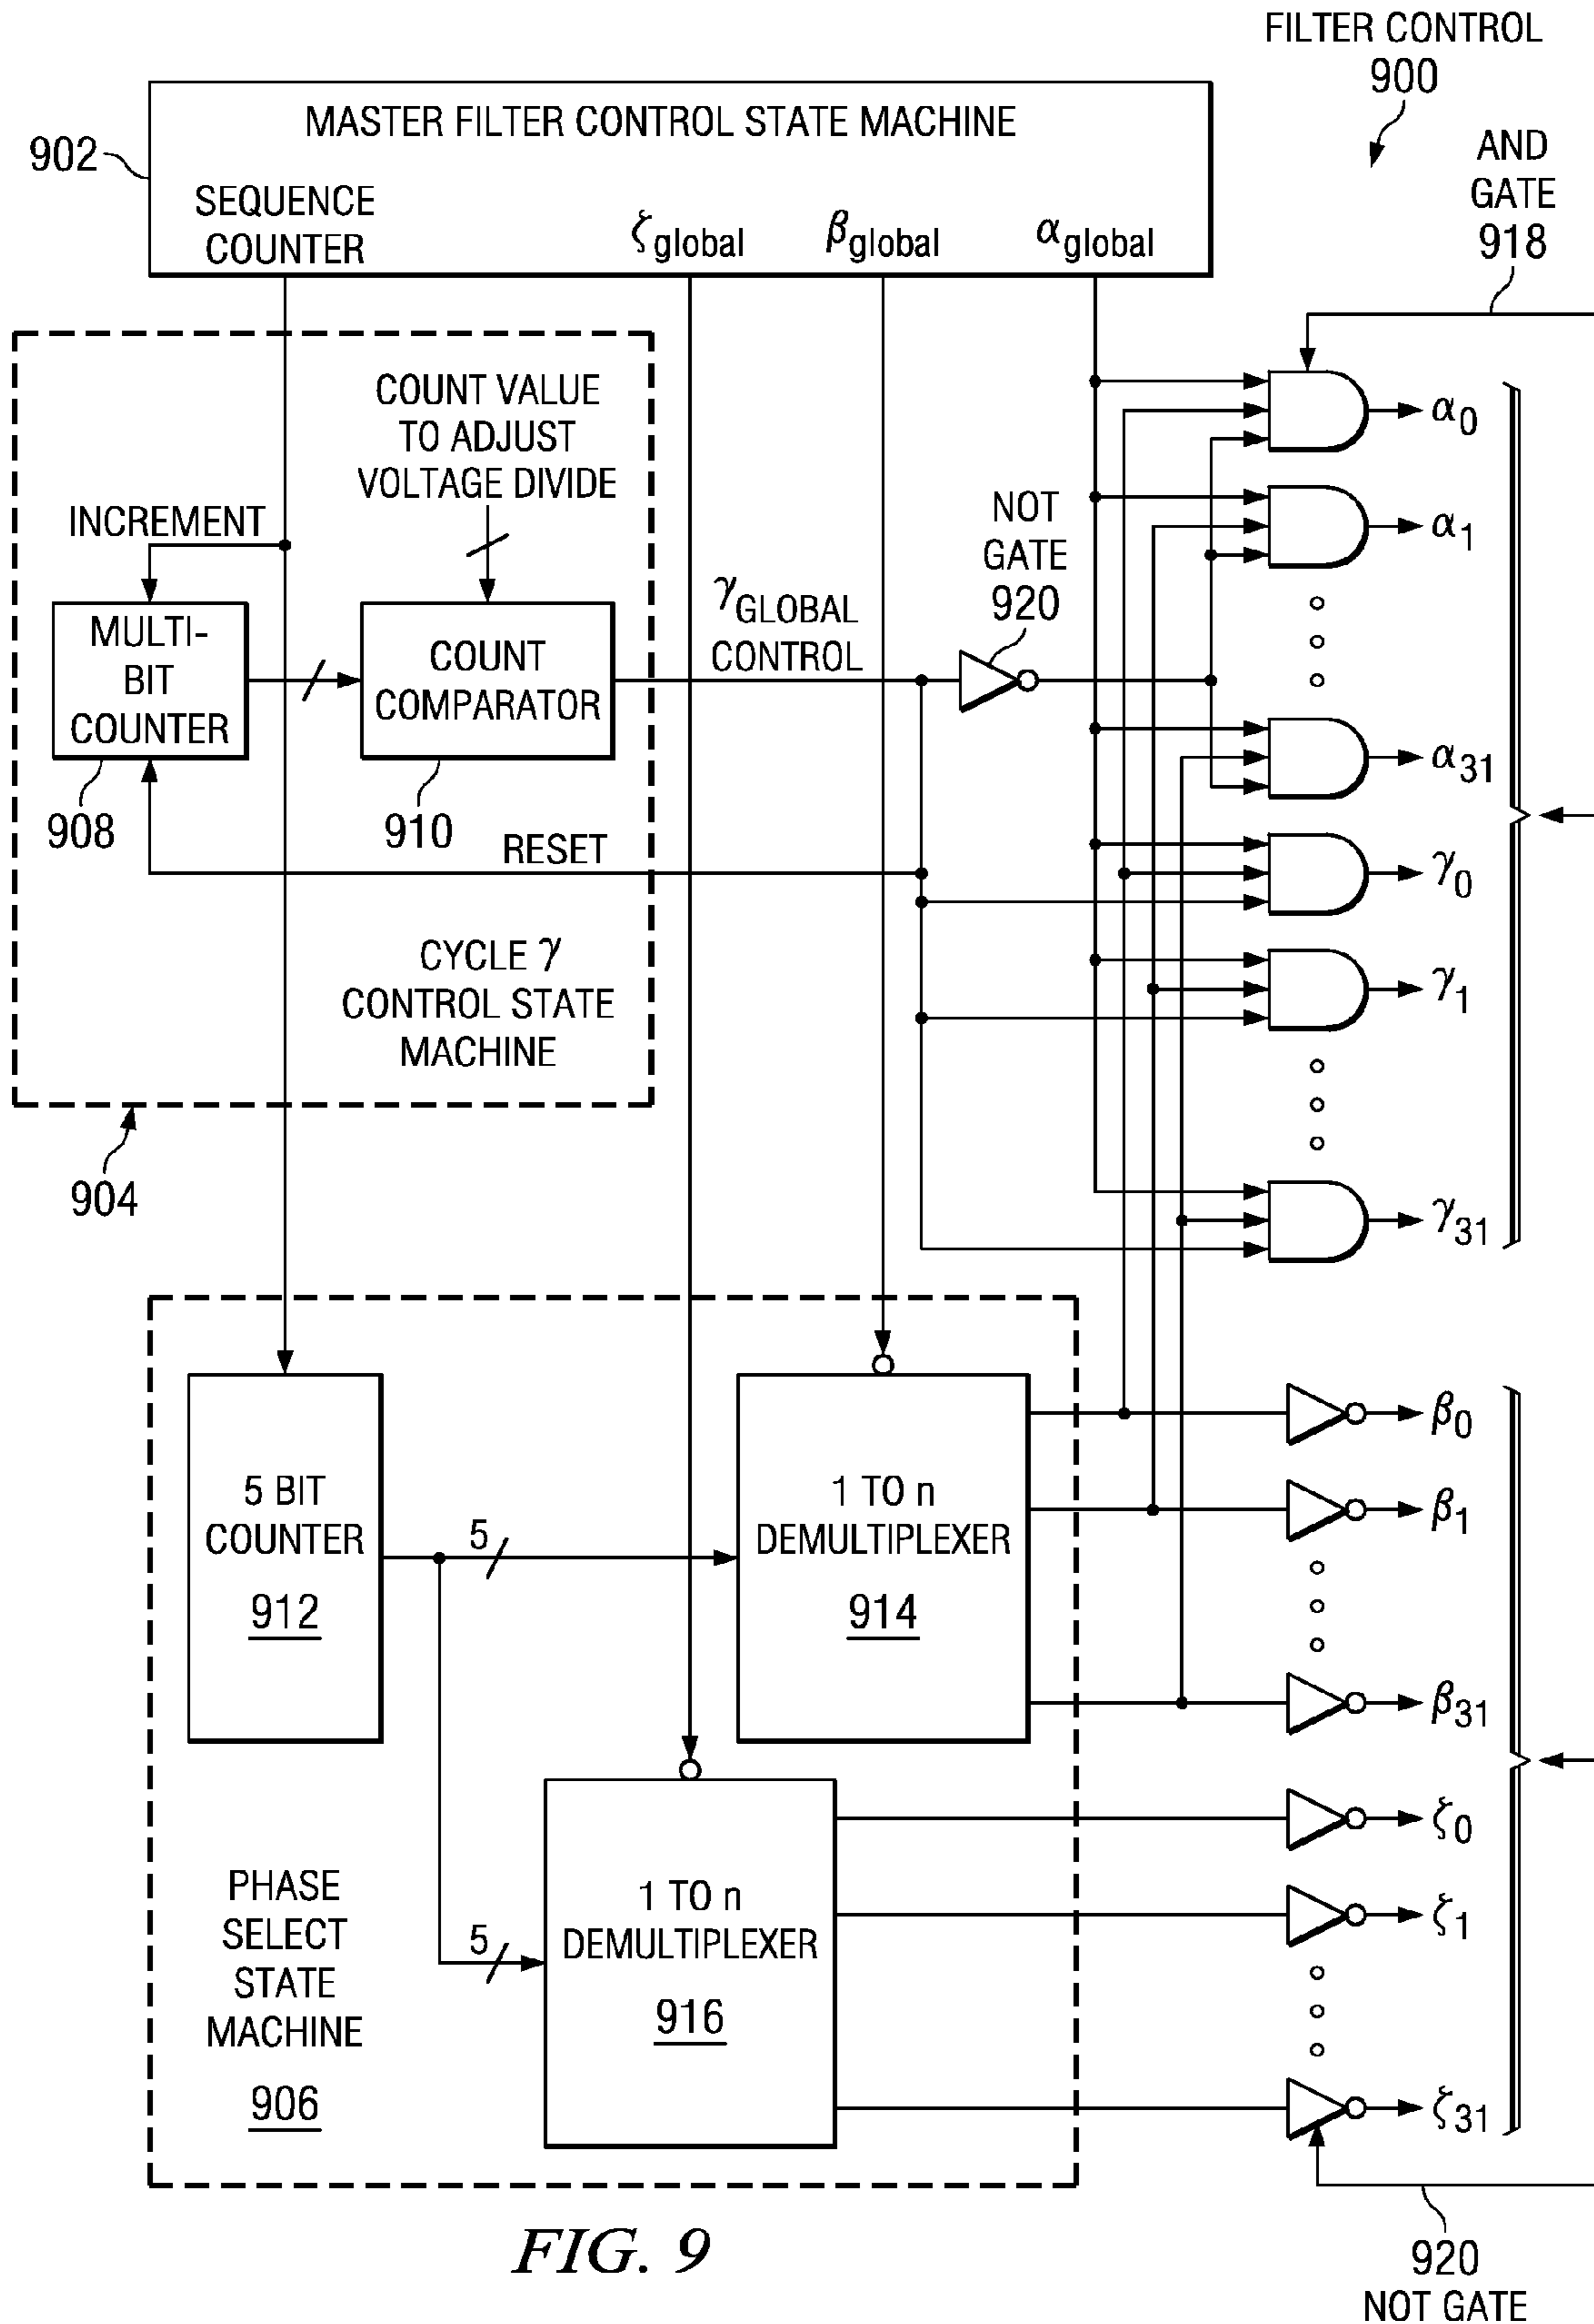 FILTER CONTROL
900
MASTER FILTER CONTROL STATE MACHINE
902
SEQUENCE
COUNTER
ζglobal
βglobal
αglobal
AND
GATE
918
COUNT VALUE
TO ADJUST
VOLTAGE DIVIDE
INCREMENT
MULTI-
BIT
COUNTER
908
COUNT
COMPARATOR
910
γGLOBAL
CONTROL
NOT
GATE
920
RESET
CYCLE γ
CONTROL STATE
MACHINE
904
α0
α1
α31
γ0
γ1
γ31
5 BIT
COUNTER
912
5
1 TO n
DEMULTIPLEXER
914
5
1 TO n
DEMULTIPLEXER
916
PHASE
SELECT
STATE
MACHINE
906
β0
β1
β31
ζ0
ζ1
ζ31
920
NOT GATE
FIG. 9